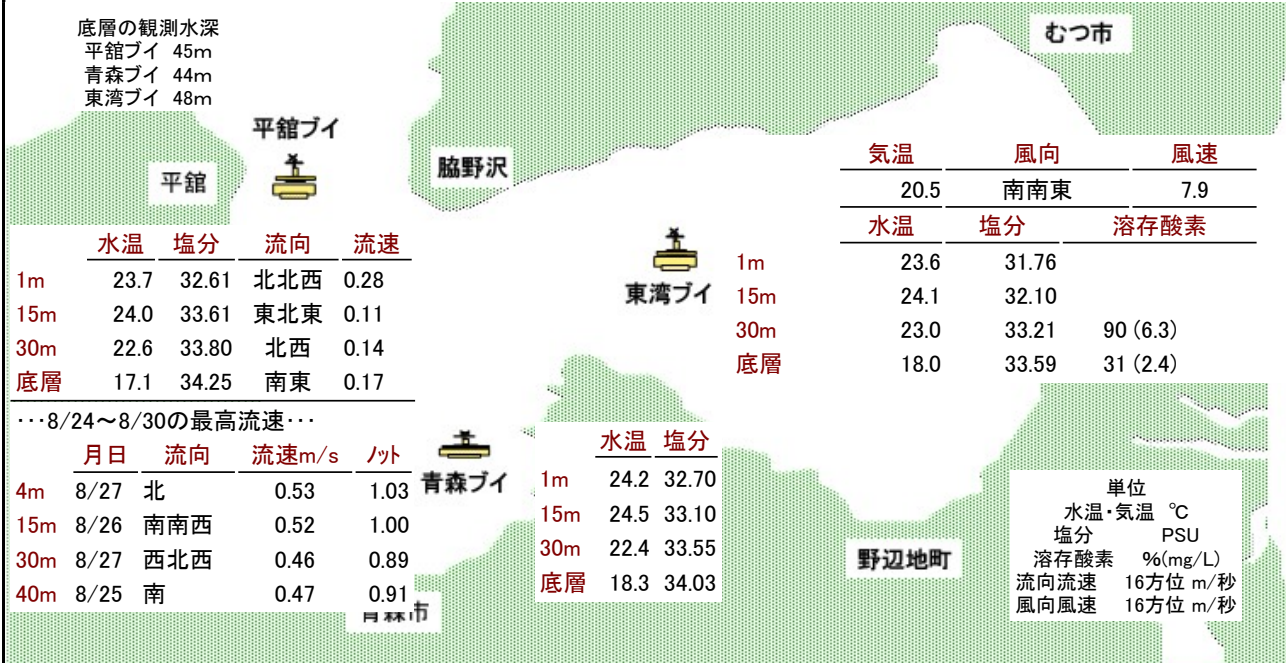 底層の観測水深
平舘ブイ 45m
青森ブイ 44m
東湾ブイ 48m
むつ市
平舘ブイ
平舘
脇野沢
気温 風向 風速
20.5 南南東 7.9
水温 塩分 溶存酸素
1m 23.6 31.76
15m 24.1 32.10
30m 23.0 33.21 90 (6.3)
底層 18.0 33.59 31 (2.4)
東湾ブイ
水温 塩分 流向 流速
1m 23.7 32.61 北北西 0.28
15m 24.0 33.61 東北東 0.11
30m 22.6 33.80 北西 0.14
底層 17.1 34.25 南東 0.17
…8/24～8/30の最高流速…
月日 流向 流速m/s ノット
4m 8/27 北 0.53 1.03
15m 8/26 南南西 0.52 1.00
30m 8/27 西北西 0.46 0.89
40m 8/25 南 0.47 0.91
青森ブイ
水温 塩分
1m 24.2 32.70
15m 24.5 33.10
30m 22.4 33.55
底層 18.3 34.03
青森市
野辺地町
単位
水温・気温 ℃
塩分 PSU
溶存酸素 %(mg/L)
流向流速 16方位 m/秒
風向風速 16方位 m/秒